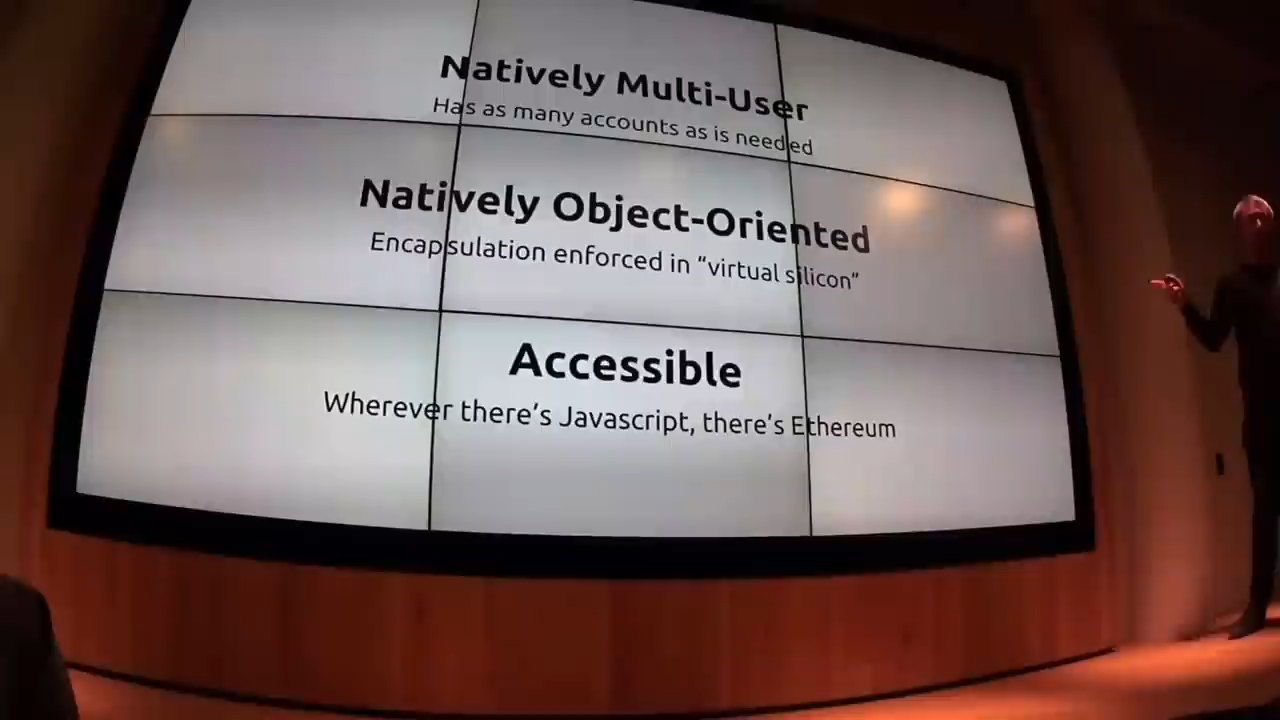 Natively Multi-User
Has as many accounts as is needed
Natively Object-Oriented
Encapsulation enforced in “virtual silicon”
Accessible
Wherever there’s Javascript, there’s Ethereum